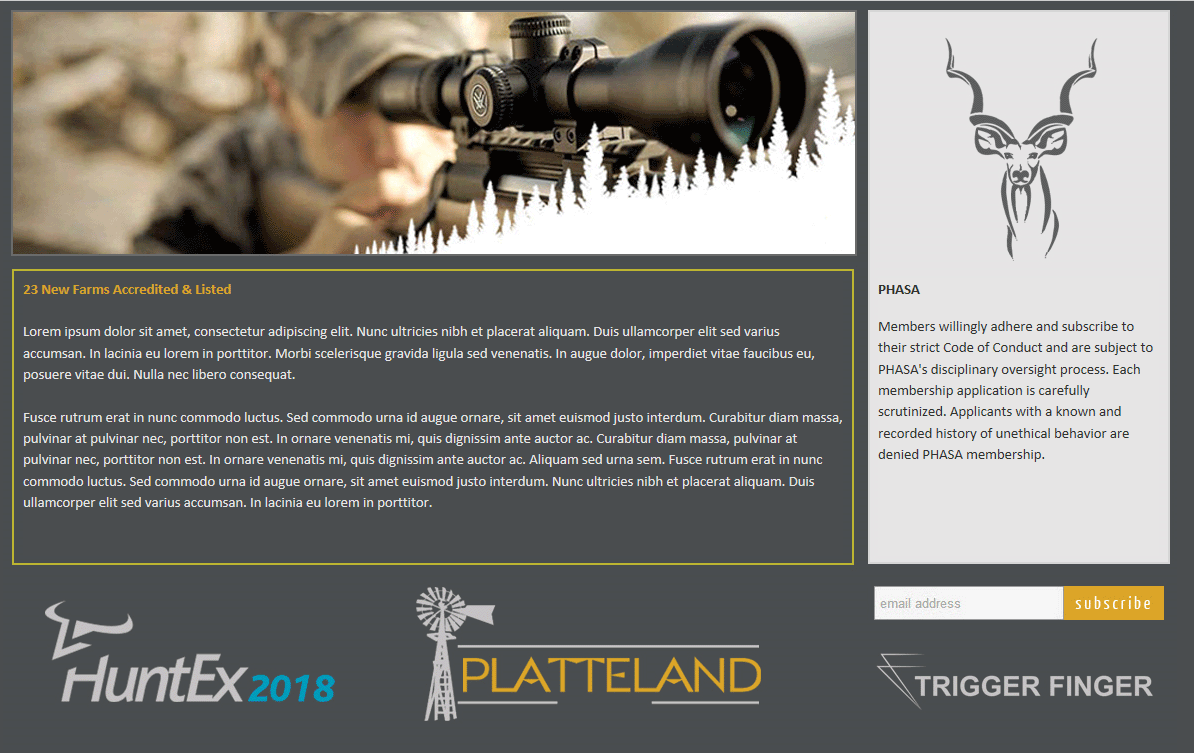 23 New Farms Accredited & Listed
Lorem ipsum dolor sit amet, consectetur adipiscing elit. Nunc ultricies nibh et placerat aliquam. Duis ullamcorper elit sed varius
accumsan. In lacinia eu lorem in porttitor. Morbi scelerisque gravida ligula sed venenatis. In augue dolor, imperdiet vitae faucibus eu,
posuere vitae dui. Nulla nec libero consequat.
Fusce rutrum erat in nunc commodo luctus. Sed commodo urna id augue ornare, sit amet euismod justo interdum. Curabitur diam massa,
pulvinar at pulvinar nec, porttitor non est. In ornare venenatis mi, quis dignissim ante auctor ac. Curabitur diam massa, pulvinar at
pulvinar nec, porttitor non est. In ornare venenatis mi, quis dignissim ante auctor ac. Aliquam sed urna sem. Fusce rutrum erat in nunc
commodo luctus. Sed commodo urna id augue ornare, sit amet euismod justo interdum. Nunc ultricies nibh et placerat aliquam. Duis
ullamcorper elit sed varius accumsan. In lacinia eu lorem in porttitor.
PHASA
Members willingly adhere and subscribe to
their strict Code of Conduct and are subject to
PHASA's disciplinary oversight process. Each
membership application is carefully
scrutinized. Applicants with a known and
recorded history of unethical behavior are
denied PHASA membership.
email address
subscribe
HuntEx 2018
PLATTELAND
TRIGGER FINGER